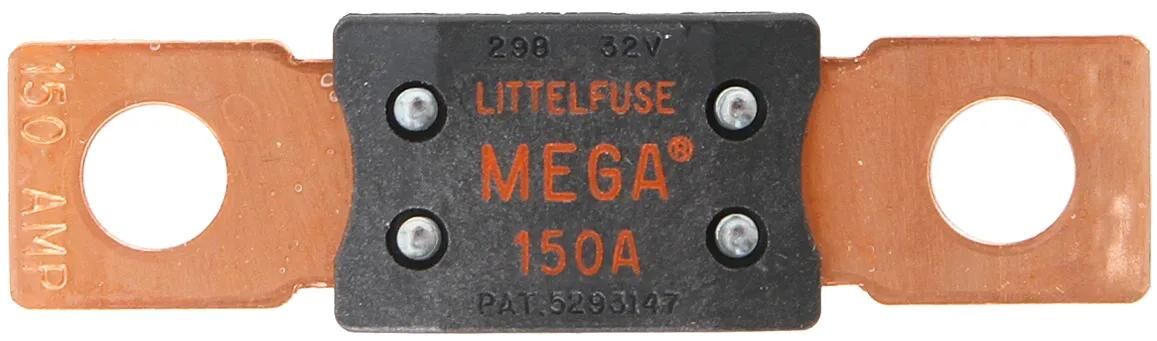 150 AMP
298 32V
LITTELFUSE
MEGA®
150A
PAT.5293147